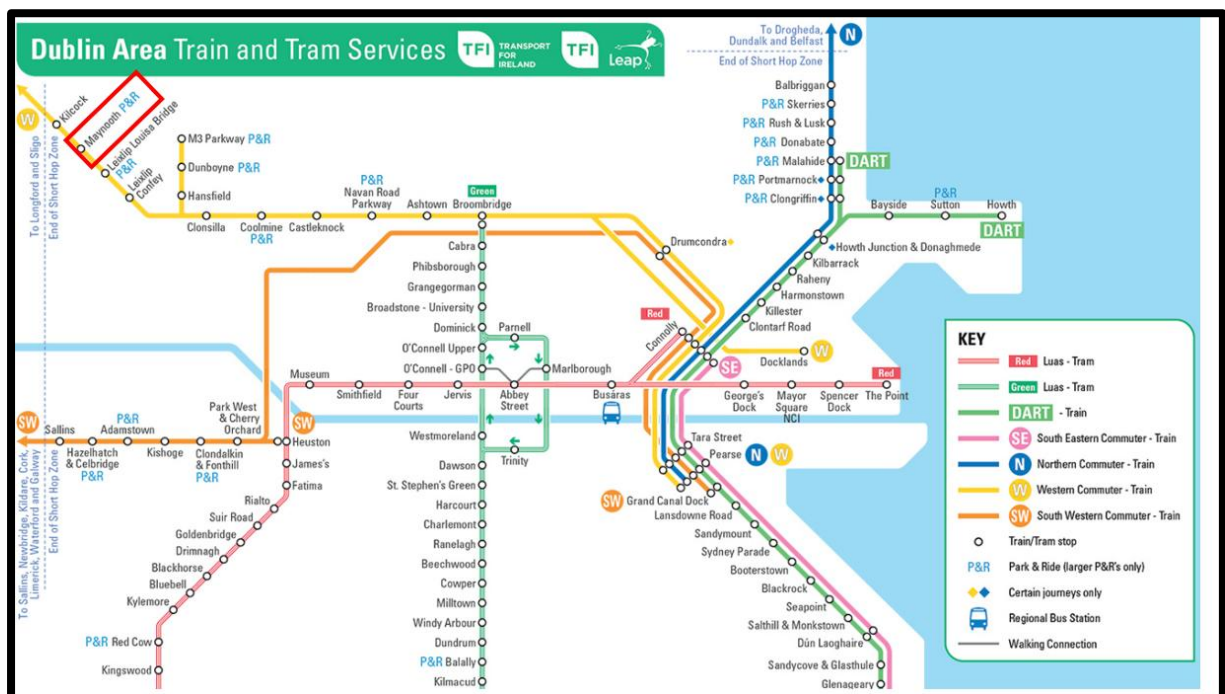 Dublin Area Train and Tram Services
TFI
TRANSPORT
FOR
IRELAND
TFI
Leap
To Drogheda,
Dundalk and Belfast
N
End of Short Hop Zone
W
To Longford and Sligo
End of Short Hop Zone
Kilcock
Maynooth P&R
Leixlip Louisa Bridge
P&R
Leixlip
Confey
M3 Parkway P&R
Dunboyne P&R
Hansfield
Clonsilla
Coolmine
P&R
Castleknock
P&R
Navan Road
Parkway
Ashtown
Green
Broombridge
Drumcondra
Balbriggan
P&R Skerries
P&R Rush & Lusk
P&R Donabate
P&R Malahide
DART
P&R Portmarnock
P&R Clongriffin
Bayside
P&R
Sutton
Howth
DART
Howth Junction & Donaghmede
Kilbarrack
Raheny
Harmonstown
Killester
Clontarf Road
Cabra
Phibsborough
Grangegorman
Broadstone - University
Dominick
Parnell
O'Connell Upper
O'Connell - GPO
Marlborough
Red
Connolly
SE
Docklands
W
Museum
Smithfield
Four
Courts
Jervis
Abbey
Street
Busáras
George's
Dock
Mayor
Square
NCI
Spencer
Dock
Red
The Point
SW
Sallins
Hazelhatch
& Celbridge
P&R
P&R
Adamstown
Kishoge
Clondalkin
& Fonthill
P&R
Park West
& Cherry
Orchard
SW
Heuston
To Sallins, Newbridge, Kildare, Cork,
Limerick, Waterford and Galway
End of Short Hop Zone
James's
Fatima
Rialto
Suir Road
Goldenbridge
Drimnagh
Blackhorse
Bluebell
Kylemore
P&R Red Cow
Kingswood
Westmoreland
Trinity
Dawson
St. Stephen's Green
Harcourt
Charlemont
Ranelagh
Beechwood
Cowper
Milltown
Windy Arbour
Dundrum
P&R Balally
Kilmacud
Tara Street
Pearse
N
W
SW
Grand Canal Dock
Lansdowne Road
Sandymount
Sydney Parade
Booterstown
Blackrock
Seapoint
Salthill & Monkstown
Dún Laoghaire
Sandycove & Glasthule
Glenageary
KEY
Red Luas - Tram
Green Luas - Tram
DART - Train
SE South Eastern Commuter - Train
N Northern Commuter - Train
W Western Commuter - Train
SW South Western Commuter - Train
Train/Tram stop
P&R Park & Ride (larger P&R's only)
Certain journeys only
Regional Bus Station
Walking Connection